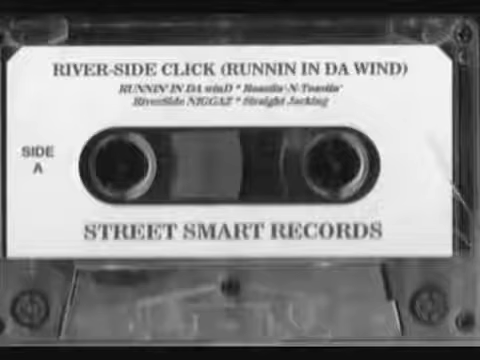 RIVER-SIDE CLICK (RUNNIN IN DA WIND)
RUNNIN' IN DA winD * Roastin'-N-Toastin'
RiverSide NIGGAZ * Straight Jacking
SIDE
A
STREET SMART RECORDS